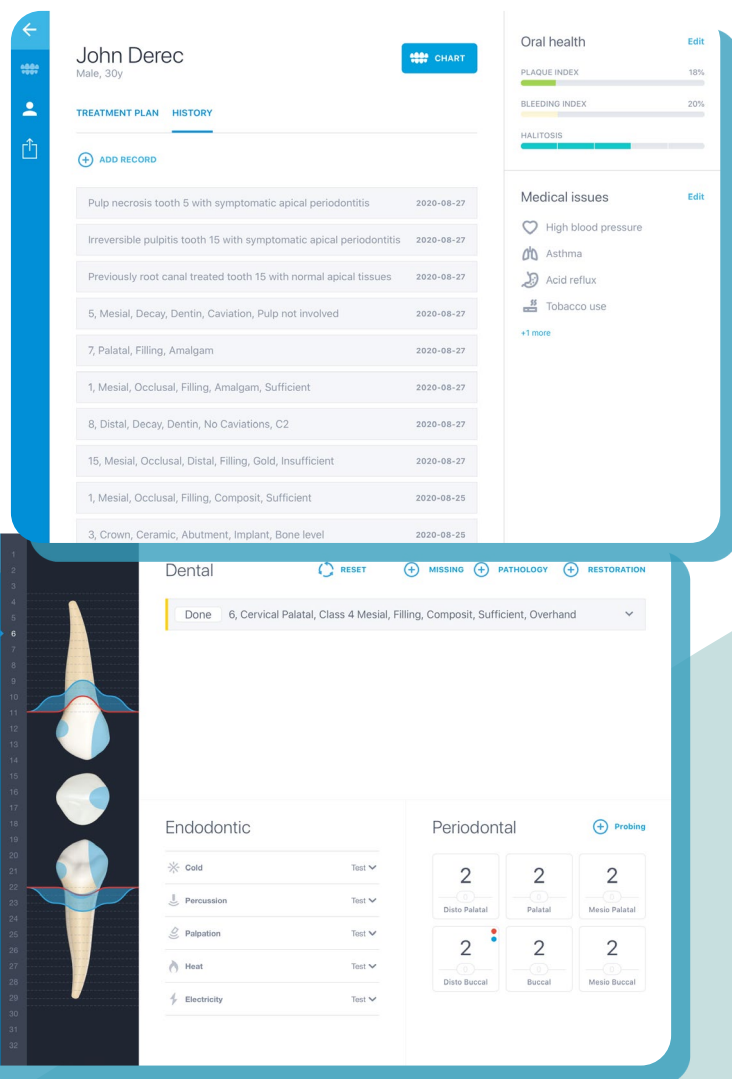 John Derec
Male, 30y
CHART
TREATMENT PLAN HISTORY
ADD RECORD
Pulp necrosis tooth 5 with symptomatic apical periodontitis 2020-08-27
Irreversible pulpitis tooth 15 with symptomatic apical periodontitis 2020-08-27
Previously root canal treated tooth 15 with normal apical tissues 2020-08-27
5, Mesial, Decay, Dentin, Caviation, Pulp not involved 2020-08-27
7, Palatal, Filling, Amalgam 2020-08-27
1, Mesial, Occlusal, Filling, Amalgam, Sufficient 2020-08-27
8, Distal, Decay, Dentin, No Caviations, C2 2020-08-27
15, Mesial, Occlusal, Distal, Filling, Gold, Insufficient 2020-08-27
1, Mesial, Occlusal, Filling, Composit, Sufficient 2020-08-25
3, Crown, Ceramic, Abutment, Implant, Bone level 2020-08-25
Oral health Edit
PLAQUE INDEX 18%
BLEEDING INDEX 20%
HALITOSIS
Medical issues Edit
High blood pressure
Asthma
Acid reflux
Tobacco use
+1 more
1
2
3
4
5
6
7
8
9
10
11
12
13
14
15
16
17
18
19
20
21
22
23
24
25
26
27
28
29
30
31
32
Dental RESET MISSING PATHOLOGY RESTORATION
Done 6, Cervical Palatal, Class 4 Mesial, Filling, Composit, Sufficient, Overhand
Endodontic
Cold Test
Percussion Test
Palpation Test
Heat Test
Electricity Test
Periodontal Probing
2 2 2
0 0 0
Disto Palatal Palatal Mesio Palatal
2 2 2
0 0 0
Disto Buccal Buccal Mesio Buccal